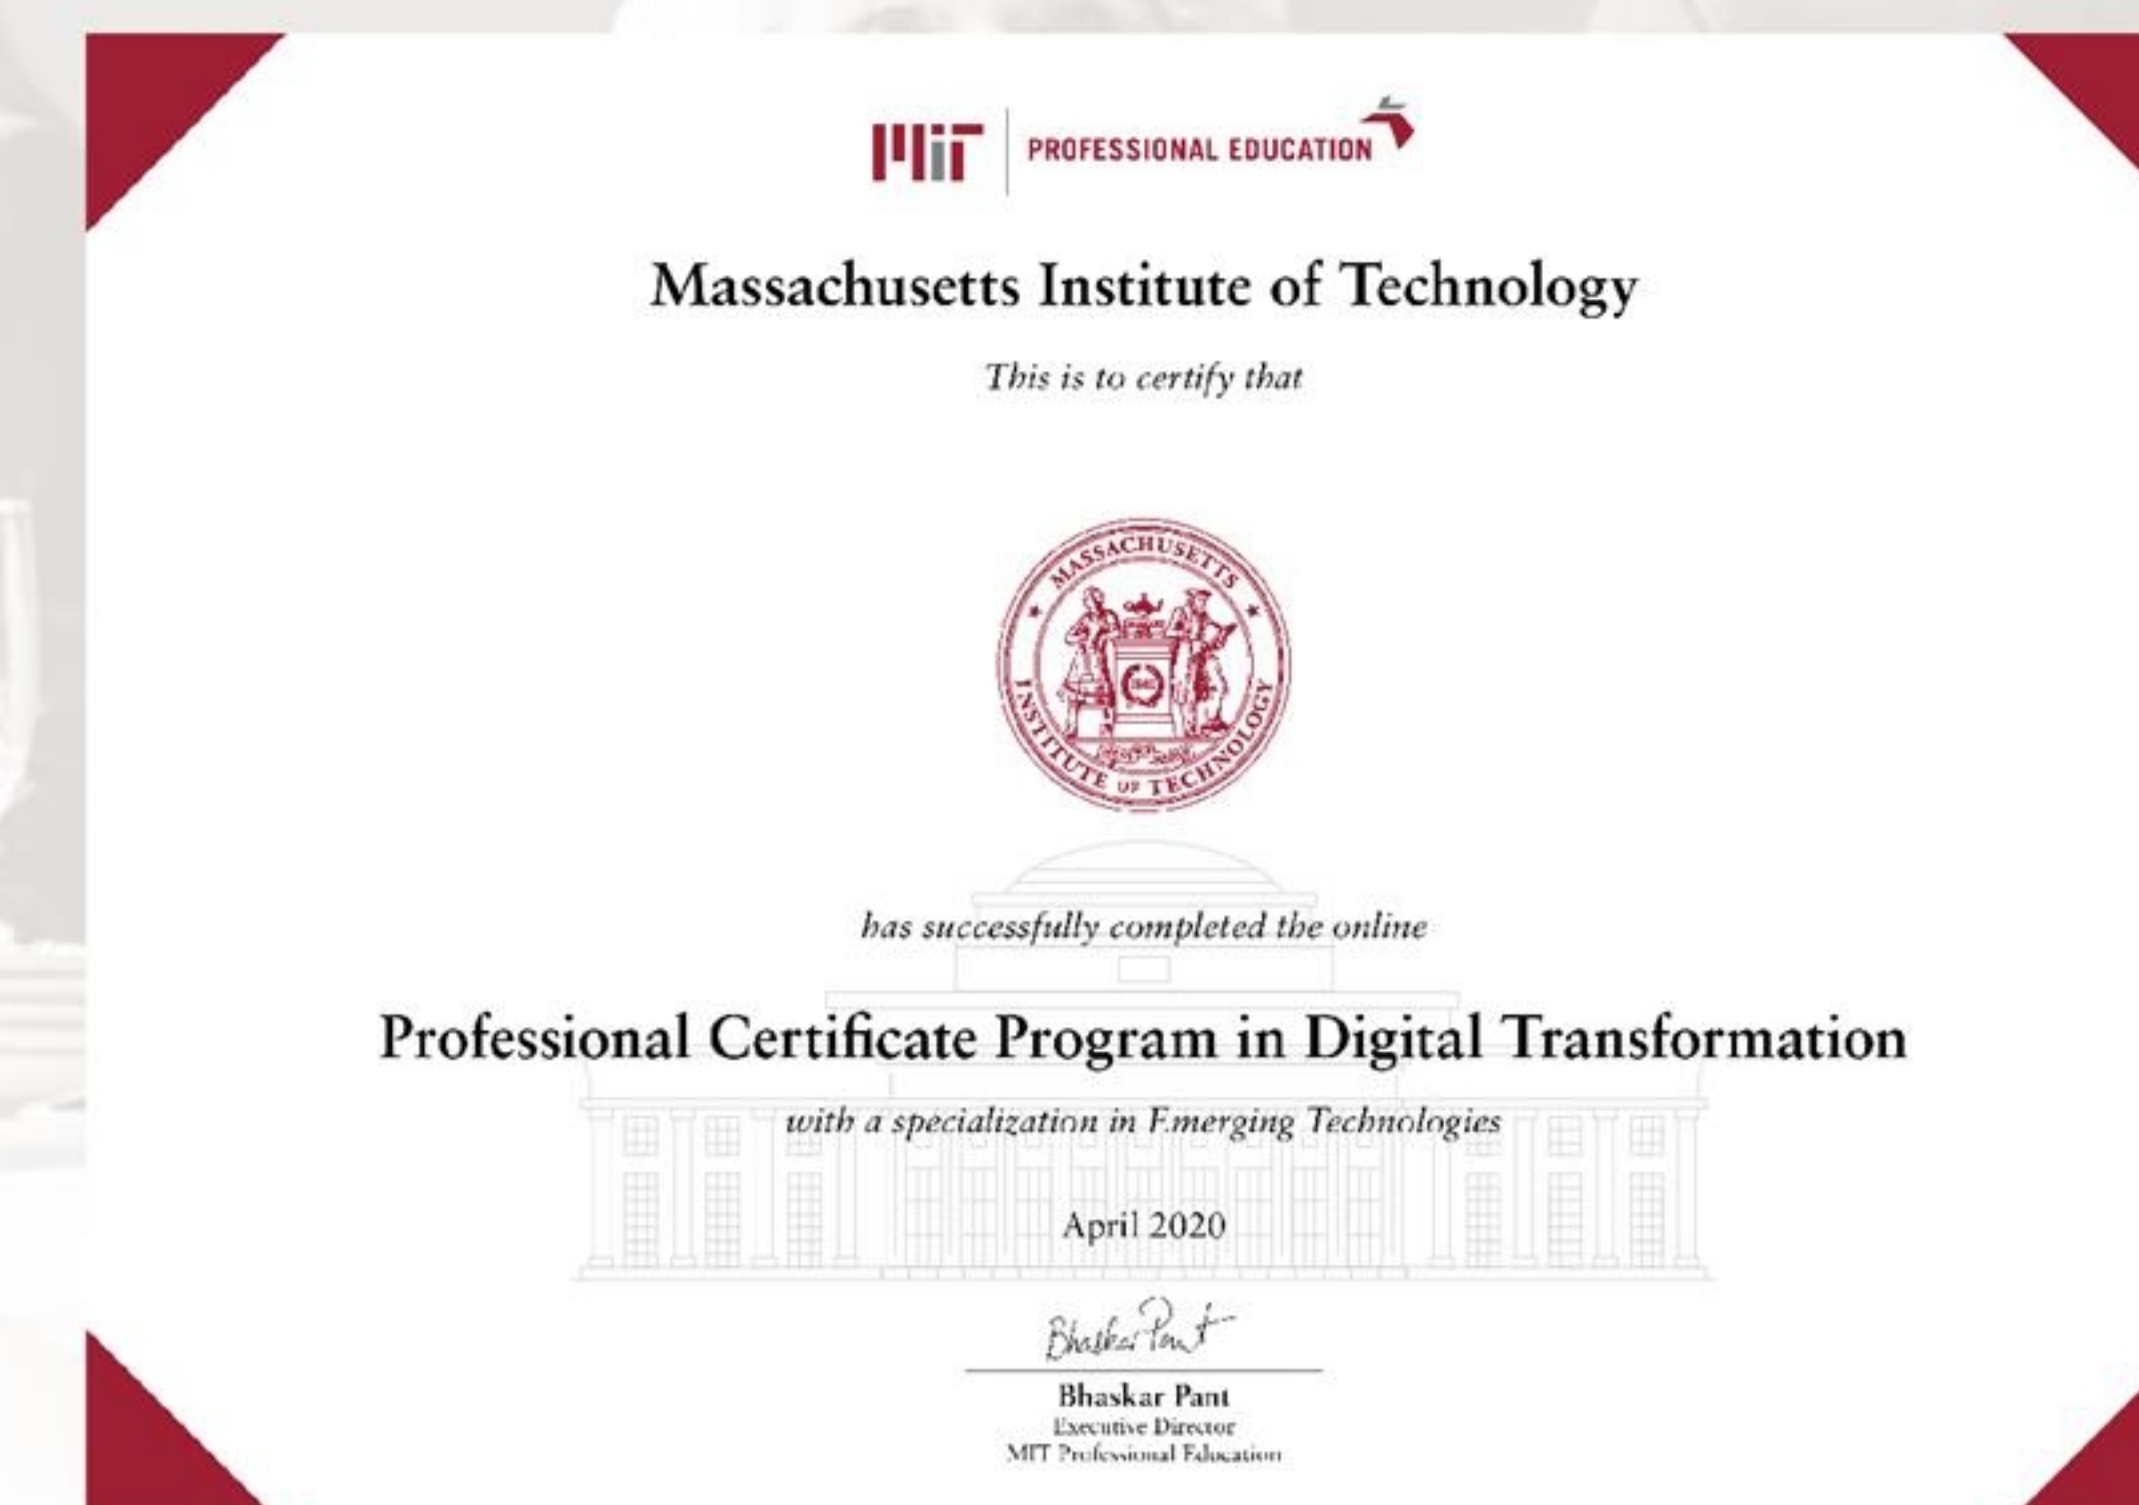 MIT PROFESSIONAL EDUCATION
Massachusetts Institute of Technology
This is to certify that
MASSACHUSETTS
INSTITUTE OF TECHNOLOGY
has successfully completed the online
Professional Certificate Program in Digital Transformation
with a specialization in Emerging Technologies
April 2020
Bhaskar Pant
Bhaskar Pant
Executive Director
MIT Professional Education